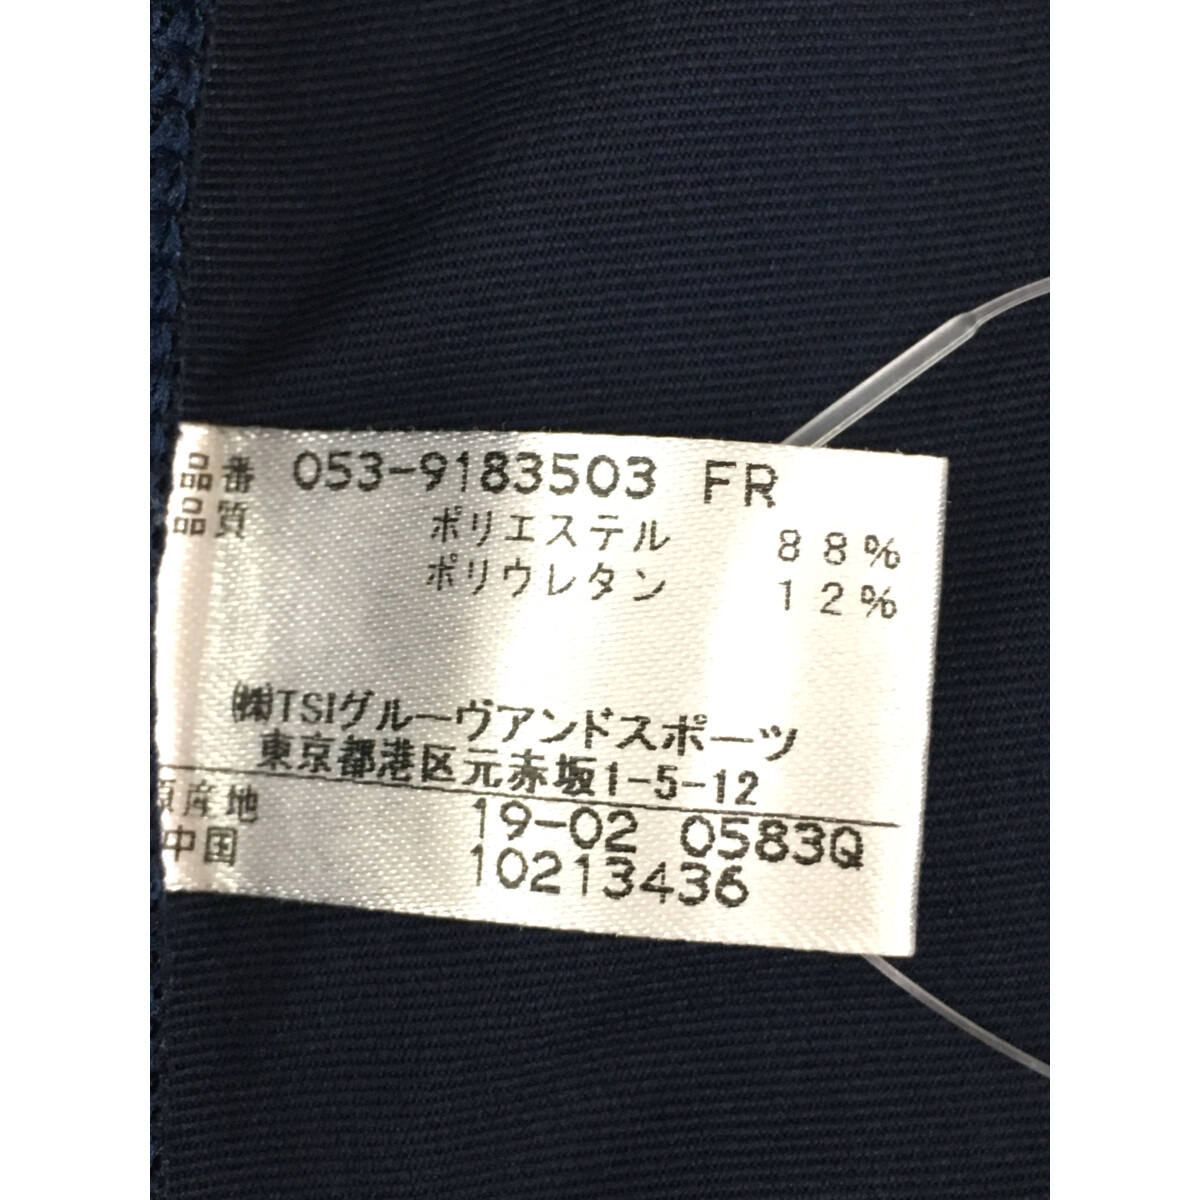 品番 053-9183503 FR
品質 ポリエステル 88%
ポリウレタン 12%
㈱TSIグルーヴアンドスポーツ
東京都港区元赤坂1-5-12
原産地 19-02 0583Q
中国 10213436